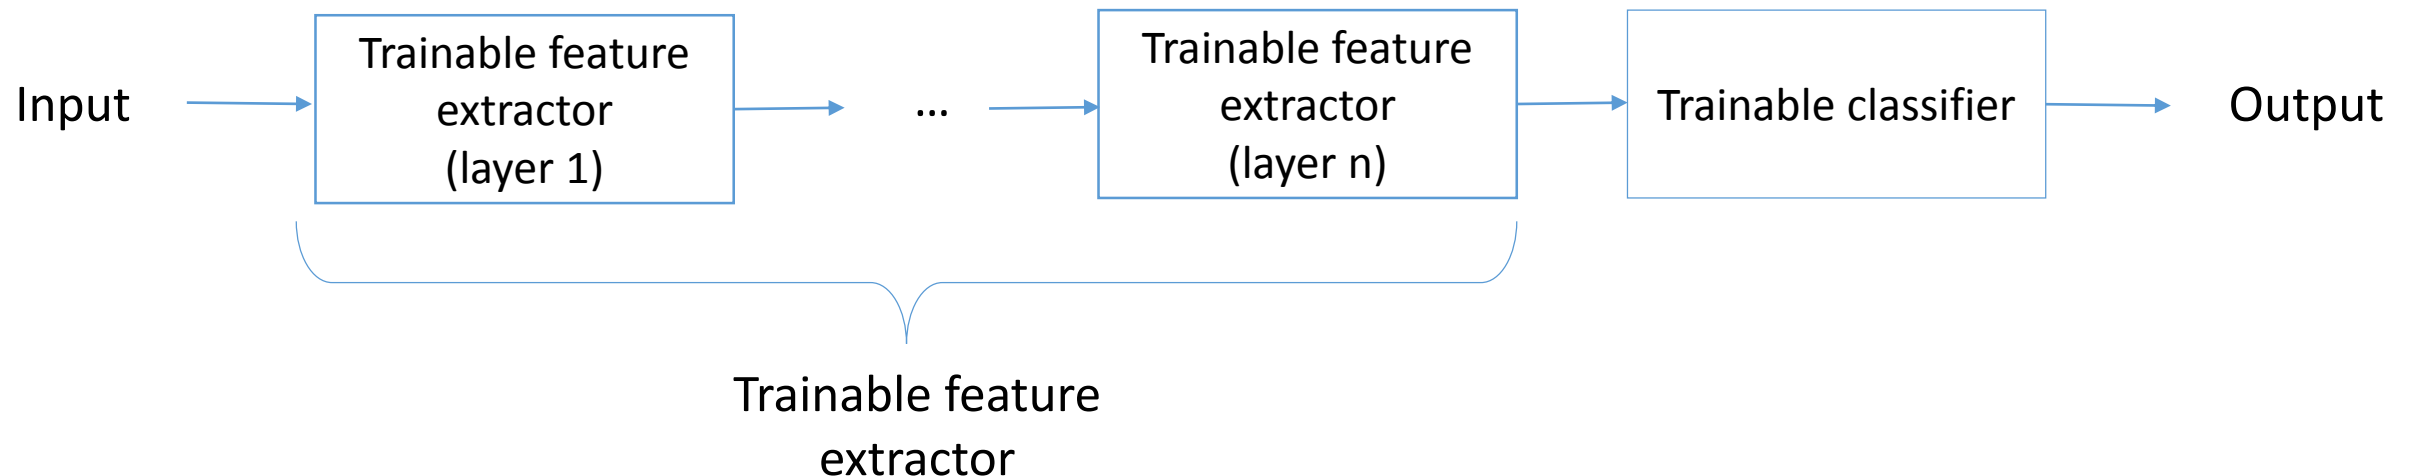 Input
Trainable feature
extractor
(layer 1)
...
Trainable feature
extractor
(layer n)
Trainable classifier
Output
Trainable feature
extractor